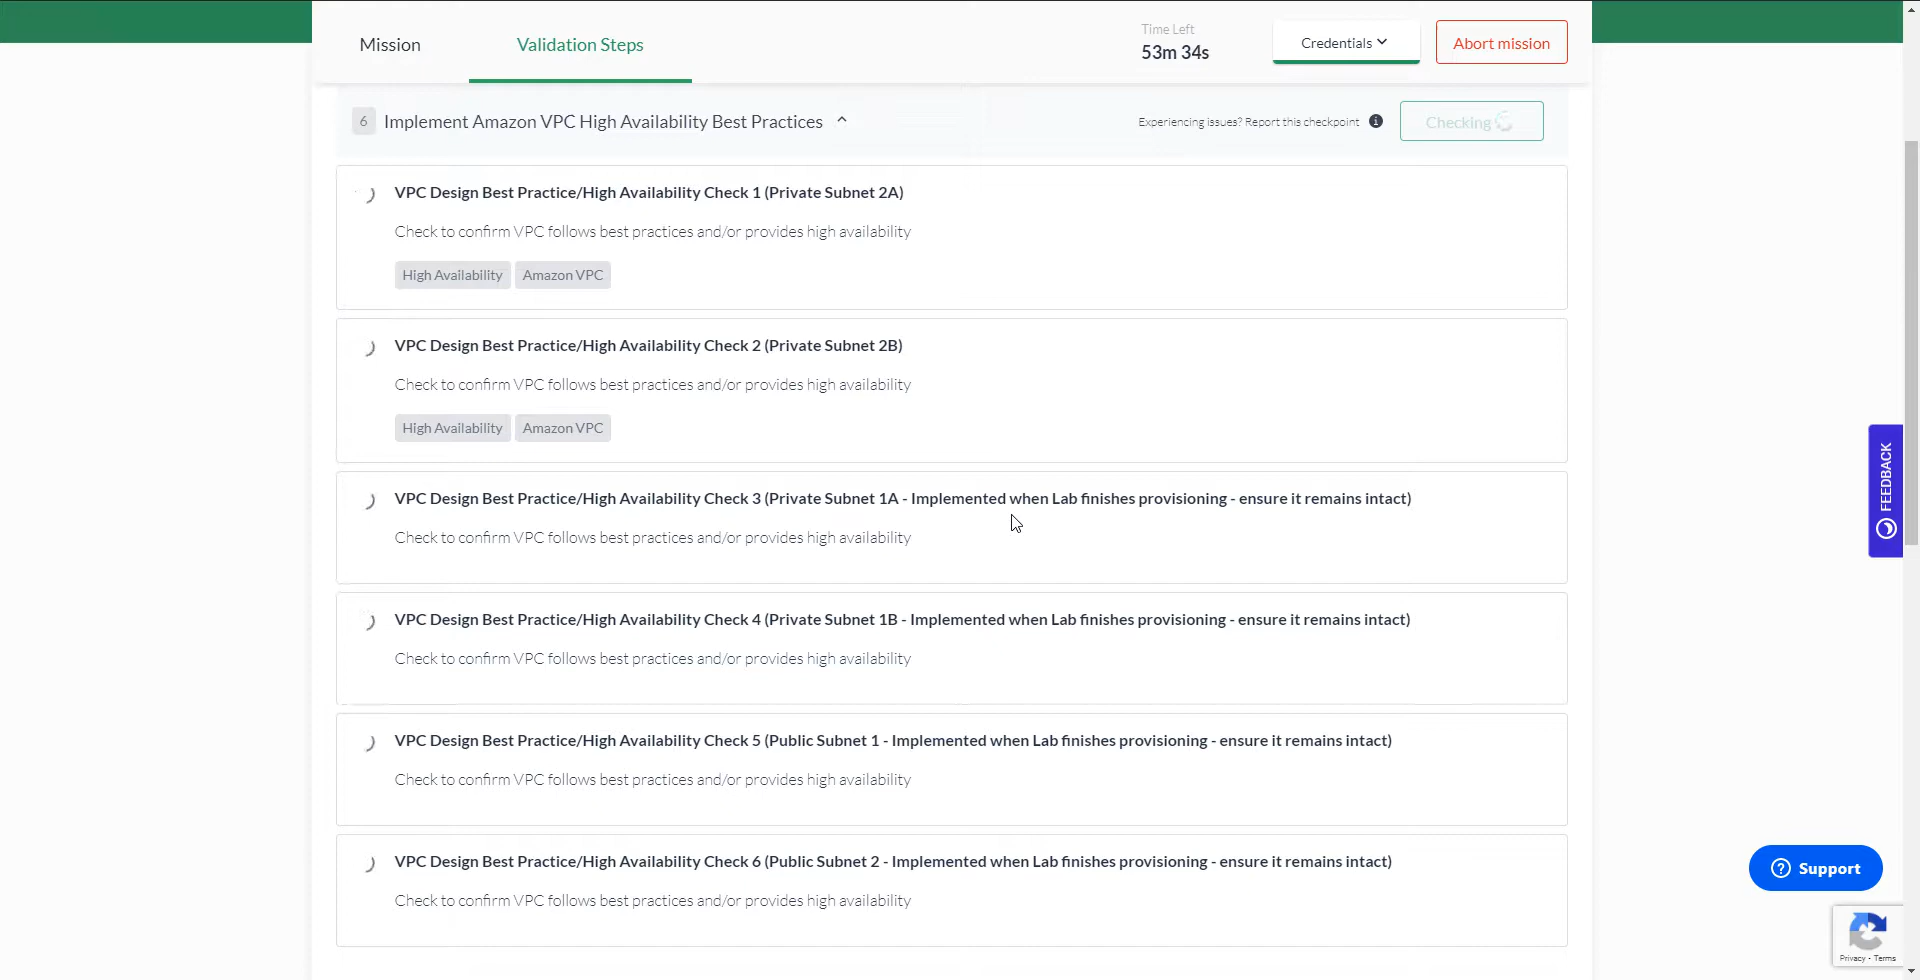 Mission
Validation Steps
Time Left
53m 34s
Credentials
Abort mission
6 Implement Amazon VPC High Availability Best Practices
Experiencing issues? Report this checkpoint
Checking
VPC Design Best Practice/High Availability Check 1 (Private Subnet 2A)
Check to confirm VPC follows best practices and/or provides high availability
High Availability Amazon VPC
VPC Design Best Practice/High Availability Check 2 (Private Subnet 2B)
Check to confirm VPC follows best practices and/or provides high availability
High Availability Amazon VPC
VPC Design Best Practice/High Availability Check 3 (Private Subnet 1A - Implemented when Lab finishes provisioning - ensure it remains intact)
Check to confirm VPC follows best practices and/or provides high availability
VPC Design Best Practice/High Availability Check 4 (Private Subnet 1B - Implemented when Lab finishes provisioning - ensure it remains intact)
Check to confirm VPC follows best practices and/or provides high availability
VPC Design Best Practice/High Availability Check 5 (Public Subnet 1 - Implemented when Lab finishes provisioning - ensure it remains intact)
Check to confirm VPC follows best practices and/or provides high availability
VPC Design Best Practice/High Availability Check 6 (Public Subnet 2 - Implemented when Lab finishes provisioning - ensure it remains intact)
Check to confirm VPC follows best practices and/or provides high availability
FEEDBACK
Support
Privacy - Terms